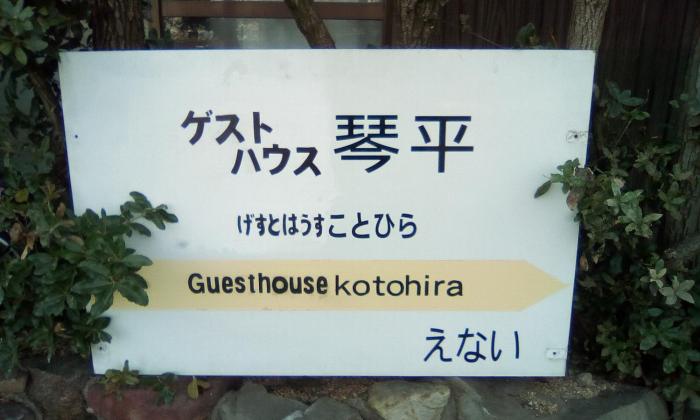 ゲスト
ハウス 琴平
げすとはうすことひら
Guesthouse kotohira
えない